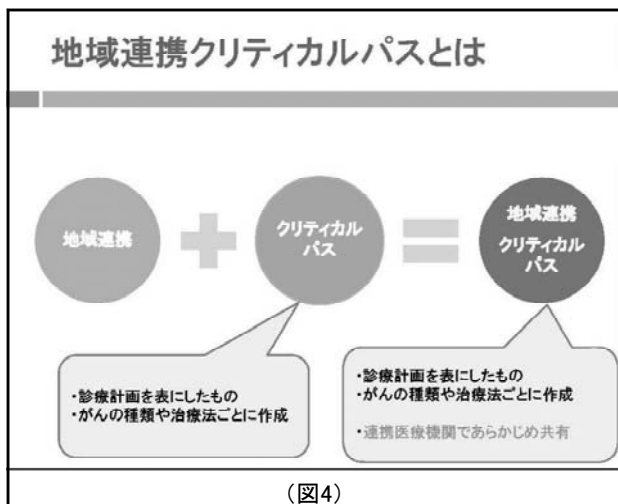 地域連携クリティカルパスとは
地域連携
クリティカル
パス
地域連携
クリティカル
パス
・診療計画を表にしたもの
・がんの種類や治療法ごとに作成
・診療計画を表にしたもの
・がんの種類や治療法ごとに作成
・連携医療機関であらかじめ共有
(図4)